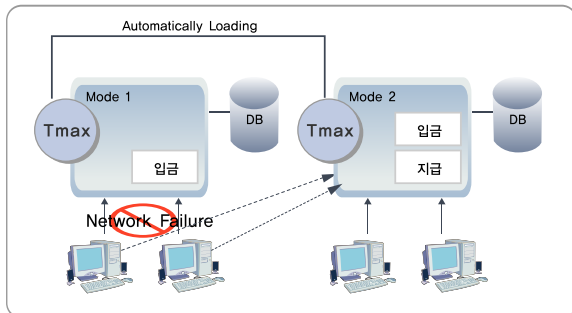 Automatically Loading
Mode 1
Mode 2
Tmax
DB
Tmax
DB
입금
입금
지급
Network Failure